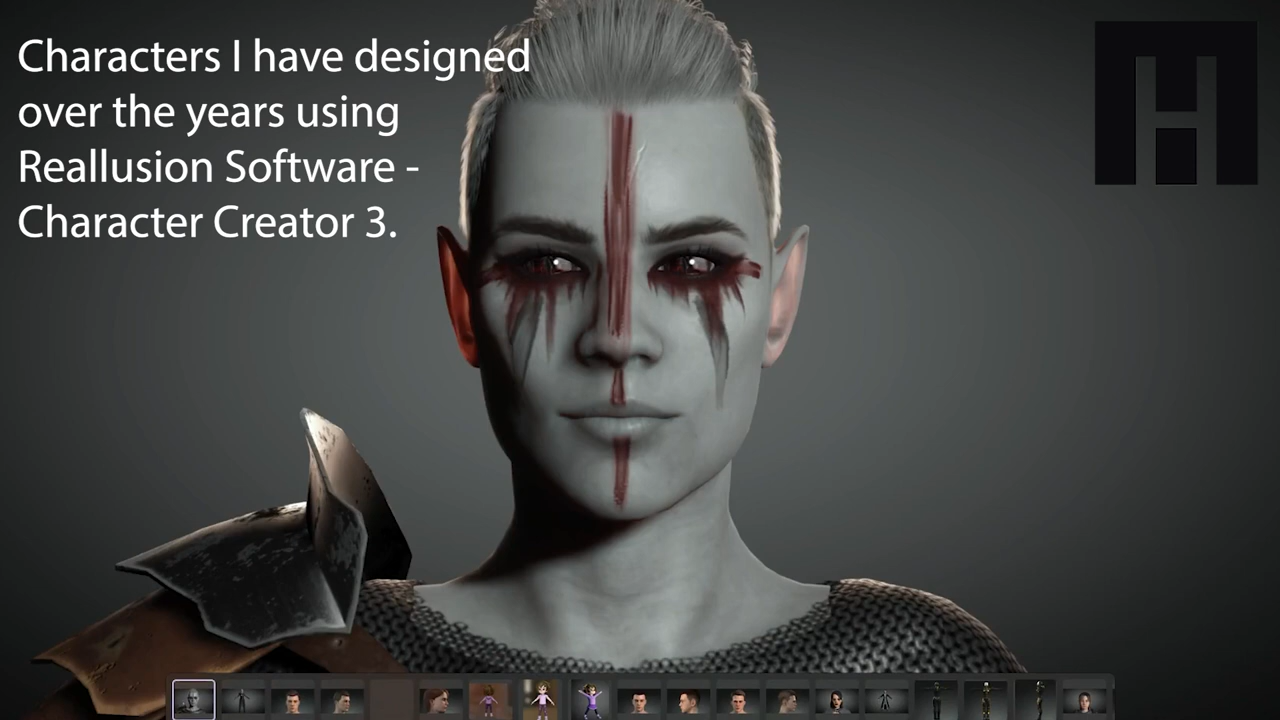 Characters I have designed
over the years using
Reallusion Software -
Character Creator 3.